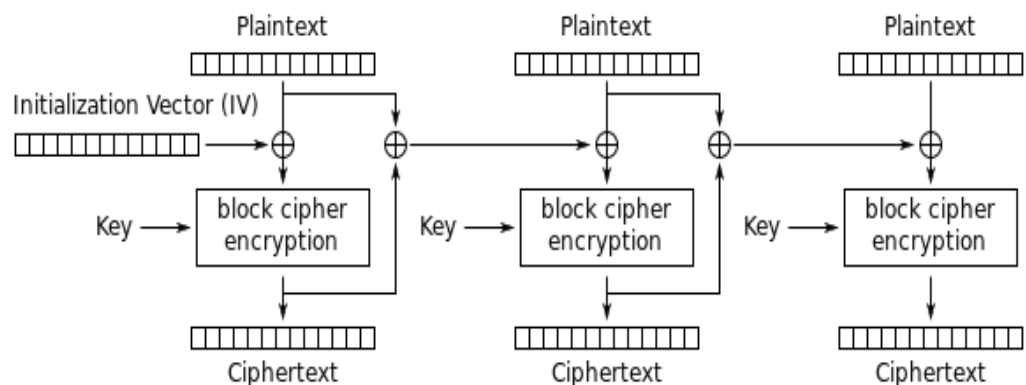 Plaintext
Plaintext
Plaintext
Initialization Vector (IV)
Key
block cipher
encryption
Key
block cipher
encryption
Key
block cipher
encryption
Ciphertext
Ciphertext
Ciphertext